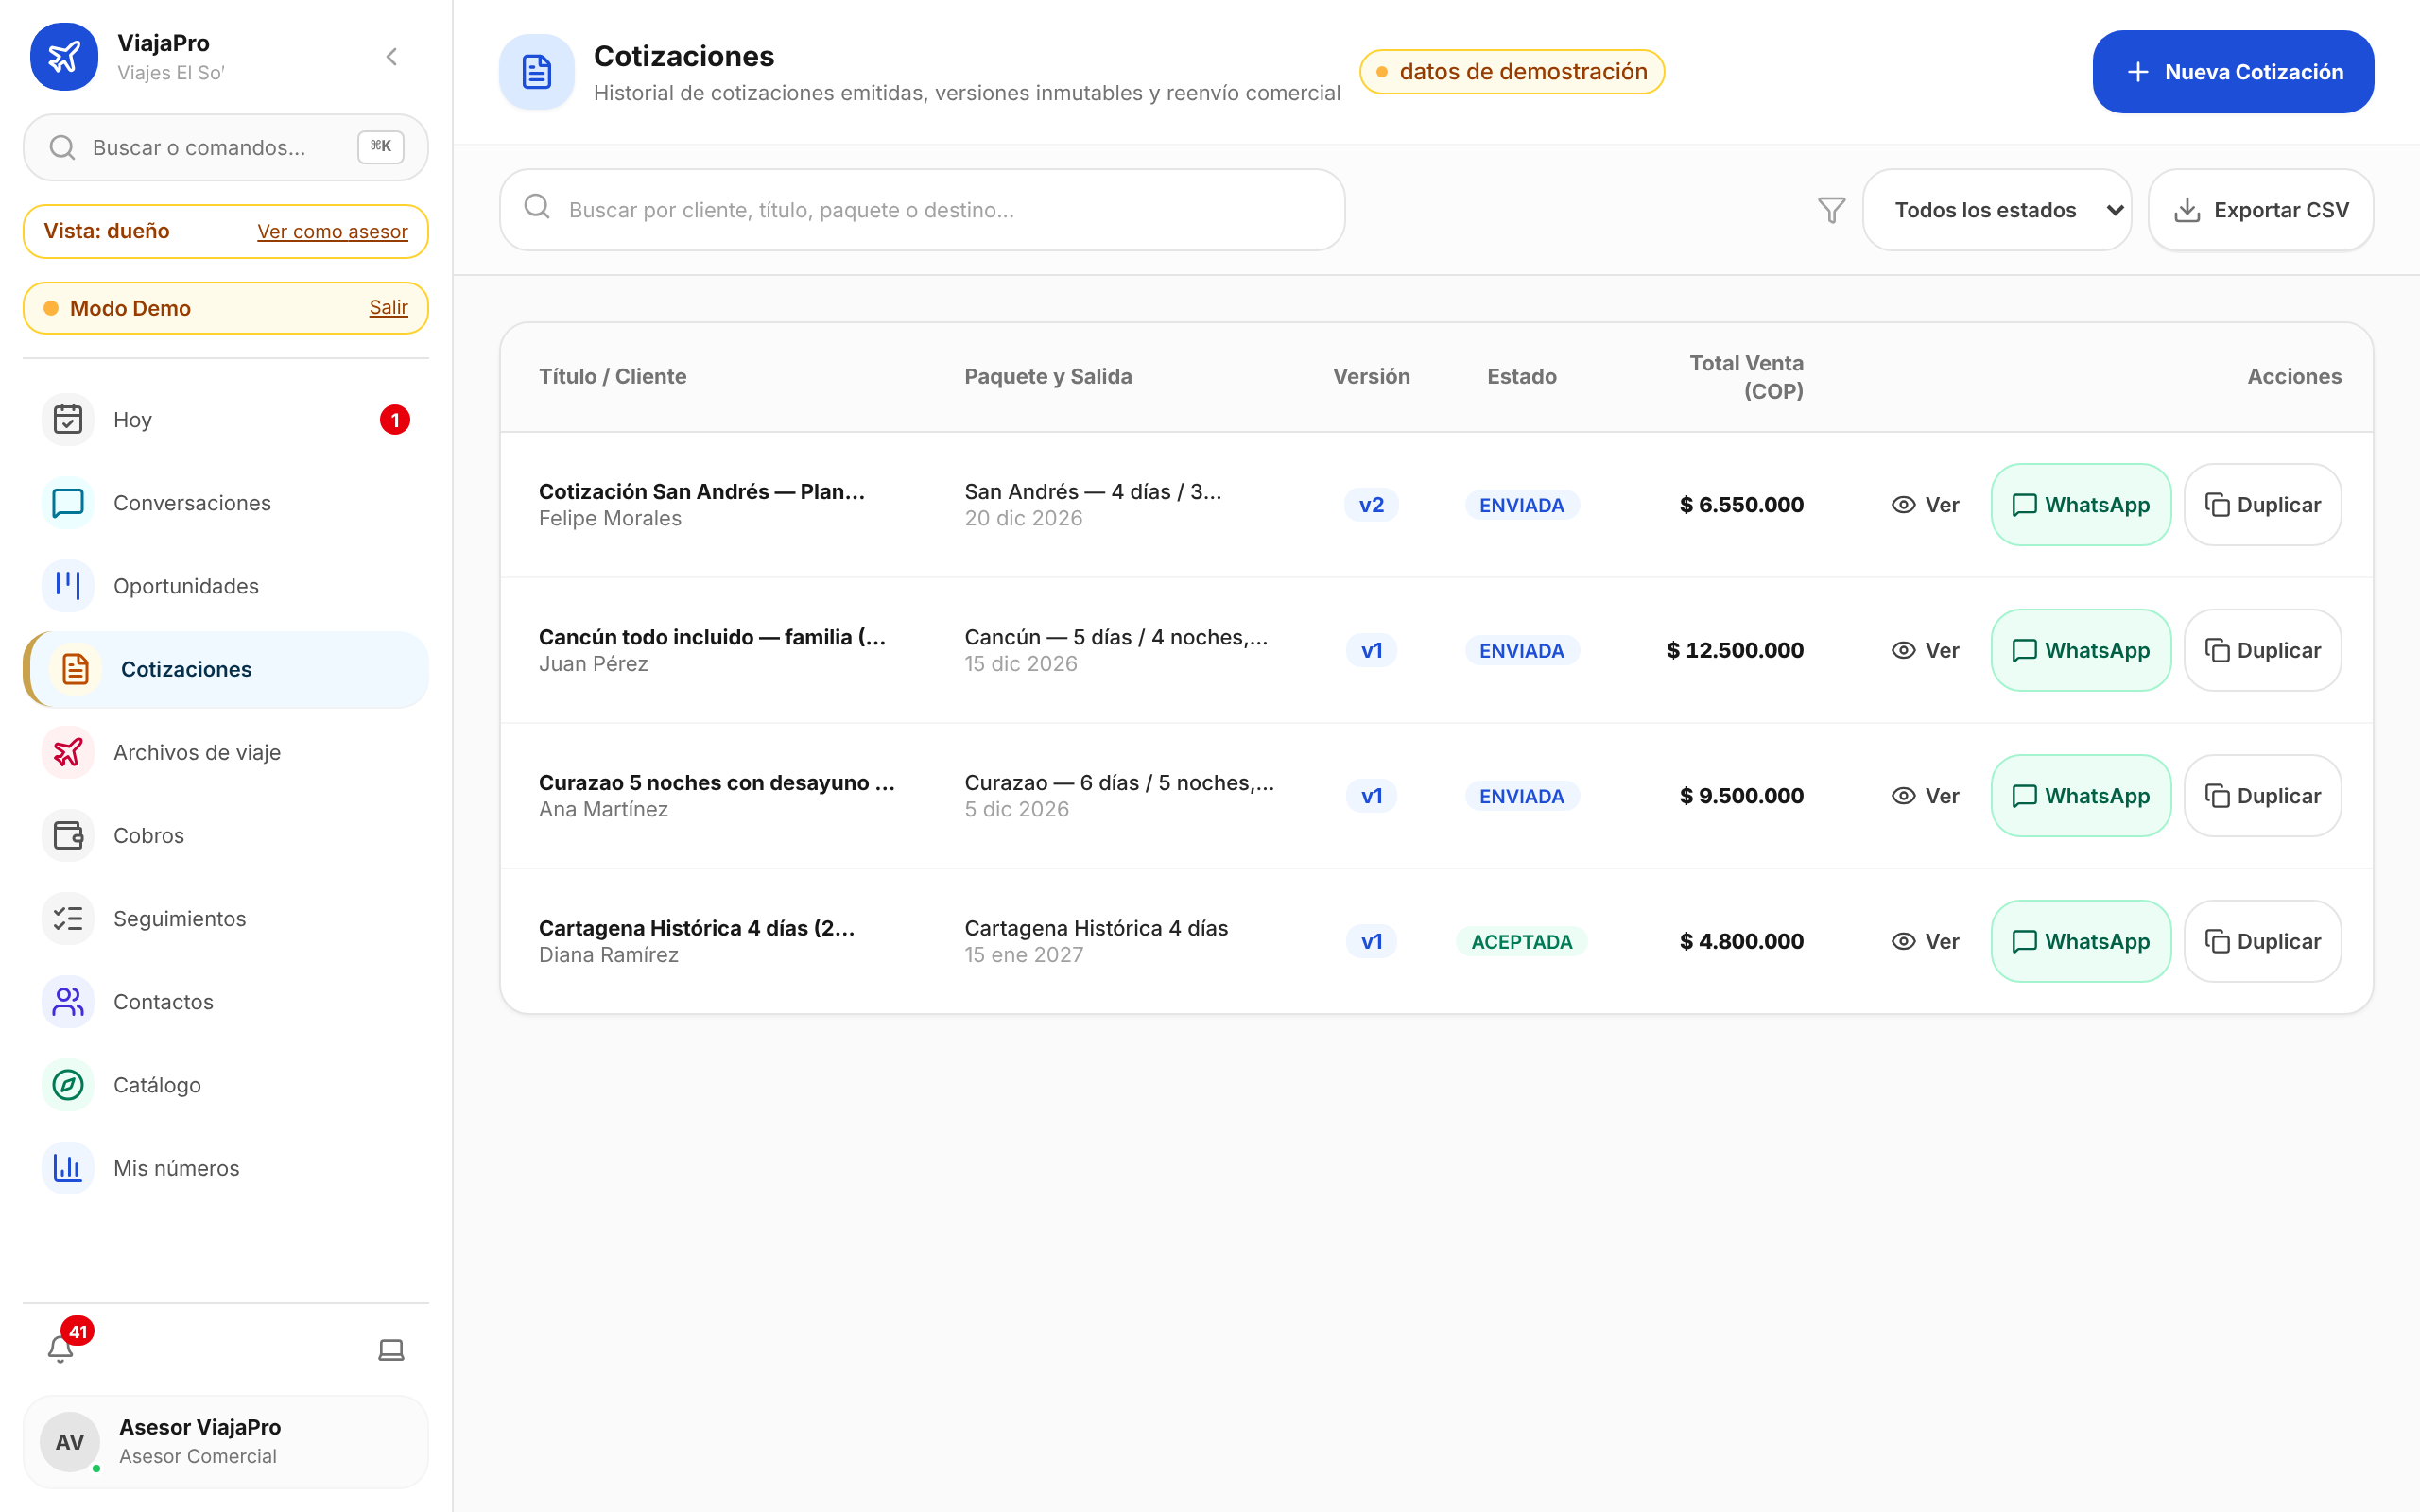 ViajaPro
Viajes El So
Buscar o comandos...
⌘K
Vista: dueño
Ver como asesor
Modo Demo
Salir
Hoy
1
Conversaciones
Oportunidades
Cotizaciones
Archivos de viaje
Cobros
Seguimientos
Contactos
Catálogo
Mis números
41
AV
Asesor ViajaPro
Asesor Comercial
Cotizaciones
Historial de cotizaciones emitidas, versiones inmutables y reenvío comercial
datos de demostración
Nueva Cotización
Buscar por cliente, título, paquete o destino...
Todos los estados
Exportar CSV
Título / Cliente
Paquete y Salida
Versión
Estado
Total Venta
(COP)
Acciones
Cotización San Andrés — Plan...
Felipe Morales
San Andrés — 4 días / 3...
20 dic 2026
v2
ENVIADA
$ 6.550.000
Ver
WhatsApp
Duplicar
Cancún todo incluido — familia (...
Juan Pérez
Cancún — 5 días / 4 noches,...
15 dic 2026
v1
ENVIADA
$ 12.500.000
Ver
WhatsApp
Duplicar
Curazao 5 noches con desayuno ...
Ana Martínez
Curazao — 6 días / 5 noches,...
5 dic 2026
v1
ENVIADA
$ 9.500.000
Ver
WhatsApp
Duplicar
Cartagena Histórica 4 días (2...
Diana Ramírez
Cartagena Histórica 4 días
15 ene 2027
v1
ACEPTADA
$ 4.800.000
Ver
WhatsApp
Duplicar